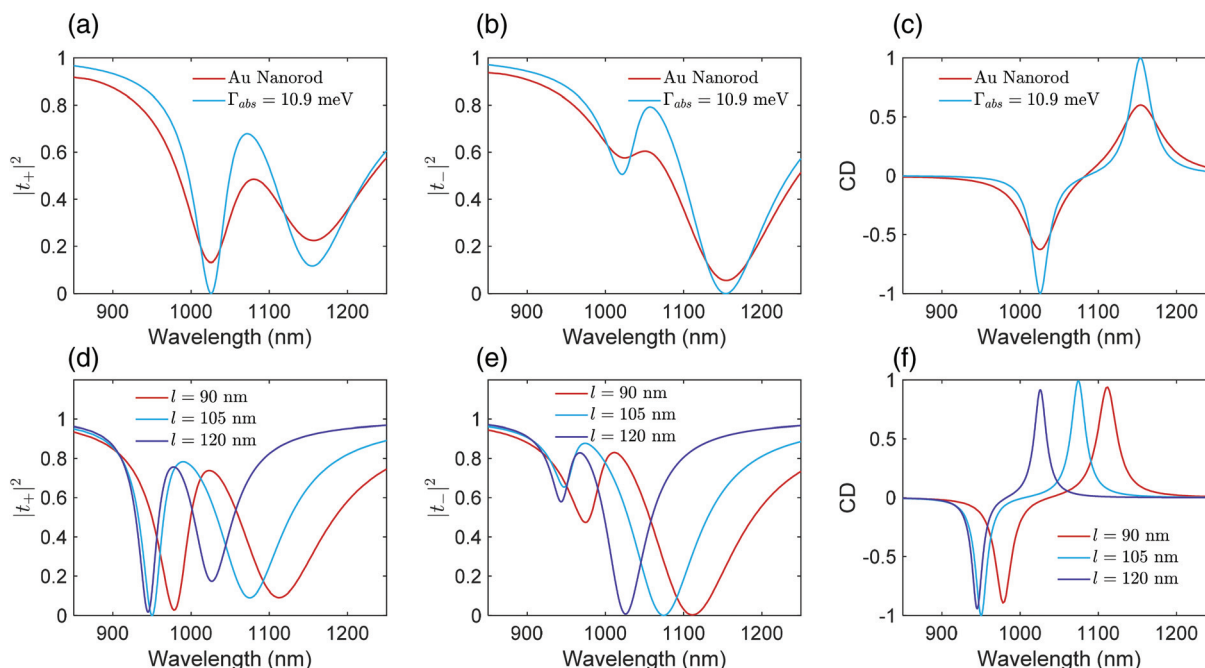 (a)
1
0.8
0.6
0.4
0.2
0
|t₊|²
Au Nanorod
Γabs = 10.9 meV
900 1000 1100 1200
Wavelength (nm)
(b)
1
0.8
0.6
0.4
0.2
0
|t₋|²
Au Nanorod
Γabs = 10.9 meV
900 1000 1100 1200
Wavelength (nm)
(c)
1
0.5
0
-0.5
-1
CD
Au Nanorod
Γabs = 10.9 meV
900 1000 1100 1200
Wavelength (nm)
(d)
1
0.8
0.6
0.4
0.2
0
|t₊|²
l = 90 nm
l = 105 nm
l = 120 nm
900 1000 1100 1200
Wavelength (nm)
(e)
1
0.8
0.6
0.4
0.2
0
|t₋|²
l = 90 nm
l = 105 nm
l = 120 nm
900 1000 1100 1200
Wavelength (nm)
(f)
1
0.5
0
-0.5
-1
CD
l = 90 nm
l = 105 nm
l = 120 nm
900 1000 1100 1200
Wavelength (nm)